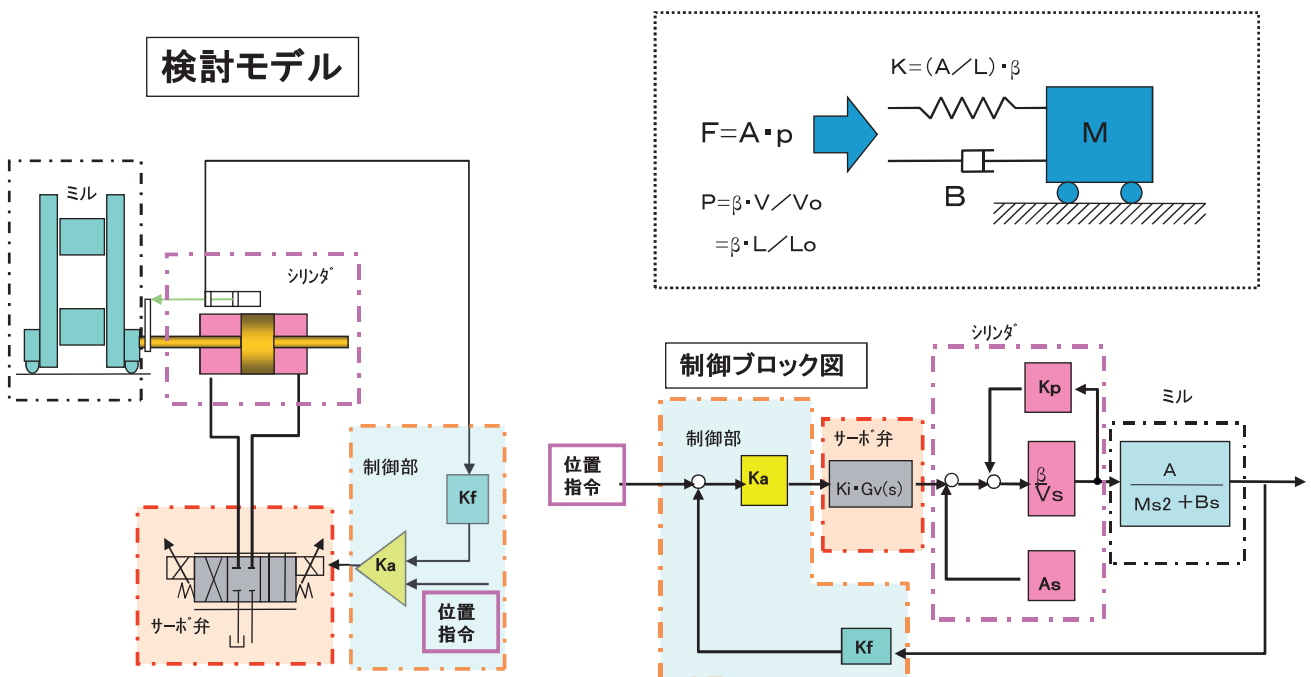 検討モデル
ミル
シリンダ
制御部
Kf
Ka
位置
指令
サーボ弁
K=(A/L)・β
F=A・p
M
B
P=β・V/Vo
=β・L/Lo
制御ブロック図
シリンダ
ミル
位置
指令
制御部
Ka
サーボ弁
Ki・Gv(s)
Kp
β
Vs
As
A
Ms2 +Bs
Kf